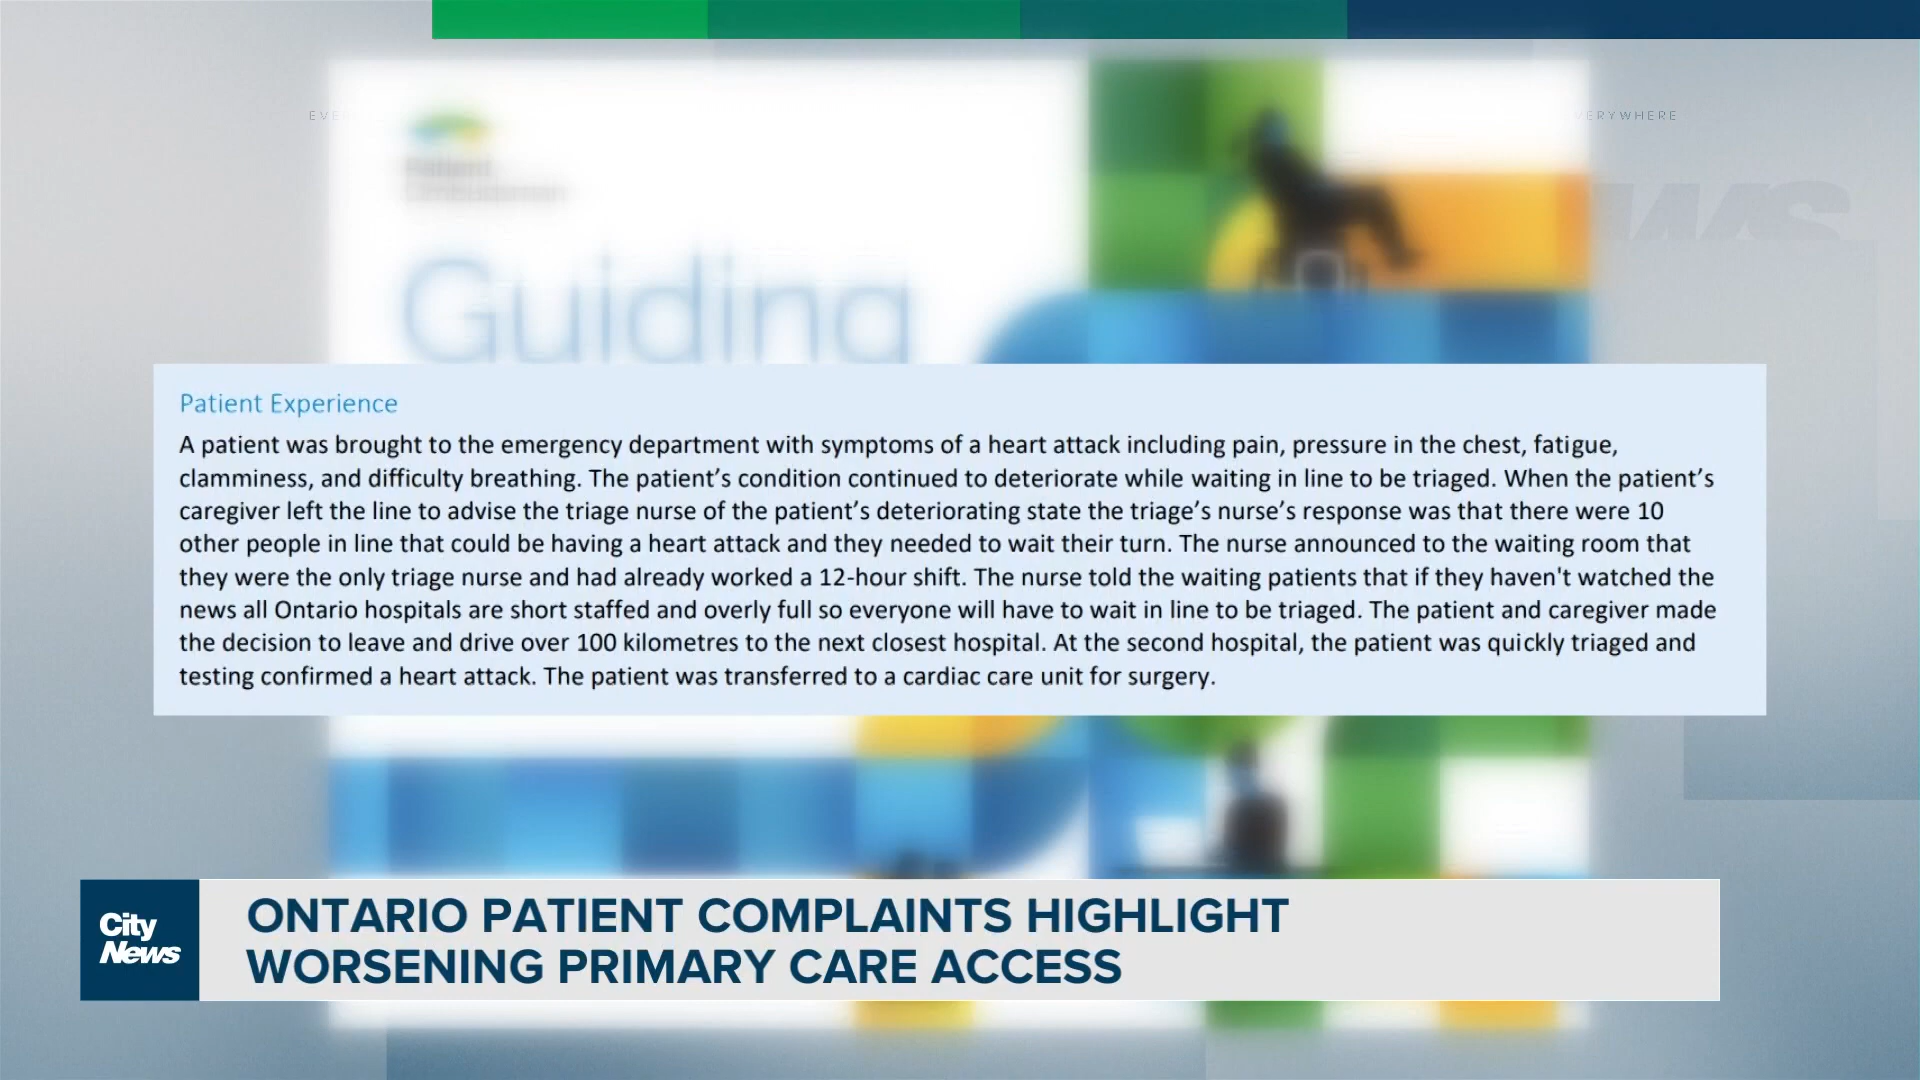 VERYWHERE
Guiding
Patient Experience
A patient was brought to the emergency department with symptoms of a heart attack including pain, pressure in the chest, fatigue,
clamminess, and difficulty breathing. The patient’s condition continued to deteriorate while waiting in line to be triaged. When the patient’s
caregiver left the line to advise the triage nurse of the patient’s deteriorating state the triage’s nurse’s response was that there were 10
other people in line that could be having a heart attack and they needed to wait their turn. The nurse announced to the waiting room that
they were the only triage nurse and had already worked a 12-hour shift. The nurse told the waiting patients that if they haven't watched the
news all Ontario hospitals are short staffed and overly full so everyone will have to wait in line to be triaged. The patient and caregiver made
the decision to leave and drive over 100 kilometres to the next closest hospital. At the second hospital, the patient was quickly triaged and
testing confirmed a heart attack. The patient was transferred to a cardiac care unit for surgery.
City
News
ONTARIO PATIENT COMPLAINTS HIGHLIGHT
WORSENING PRIMARY CARE ACCESS